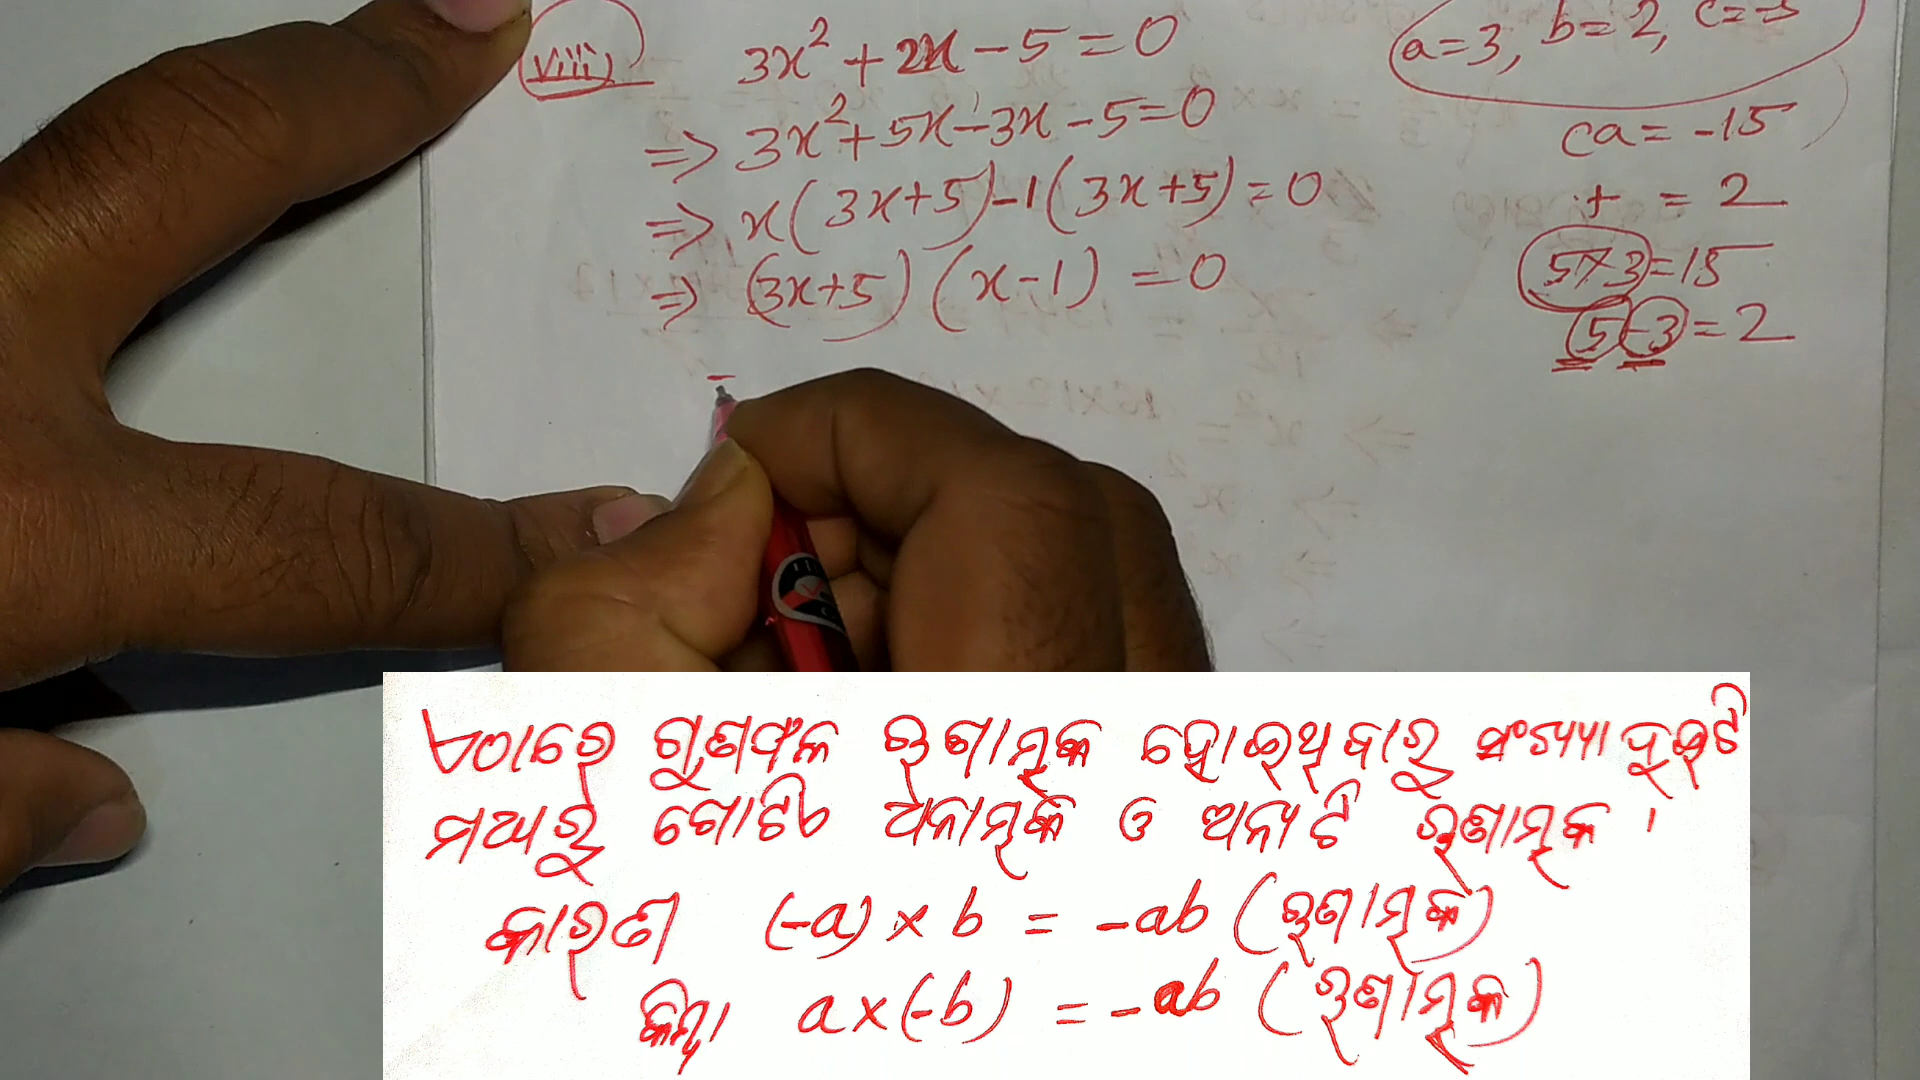 viii) 3x² + 2x - 5 = 0
a=3, b=2, c=-5
⇒ 3x² + 5x - 3x - 5 = 0
ca = -15
⇒ x(3x+5) - 1(3x+5) = 0
+ = 2
⇒ (3x+5) (x-1) = 0
5×3=15
5-3=2
ଏଠାରେ ଗୁଣଫଳ ଋଣାତ୍ମକ ହୋଇଥିବାରୁ ସଂଖ୍ୟା ଦୁଇଟି
ମଧ୍ୟରୁ ଗୋଟିଏ ଧନାତ୍ମକ ଓ ଅନ୍ୟଟି ଋଣାତ୍ମକ ।
କାରଣ (-a) × b = -ab (ଋଣାତ୍ମକ)
କିମ୍ବା a × (-b) = -ab (ଋଣାତ୍ମକ)